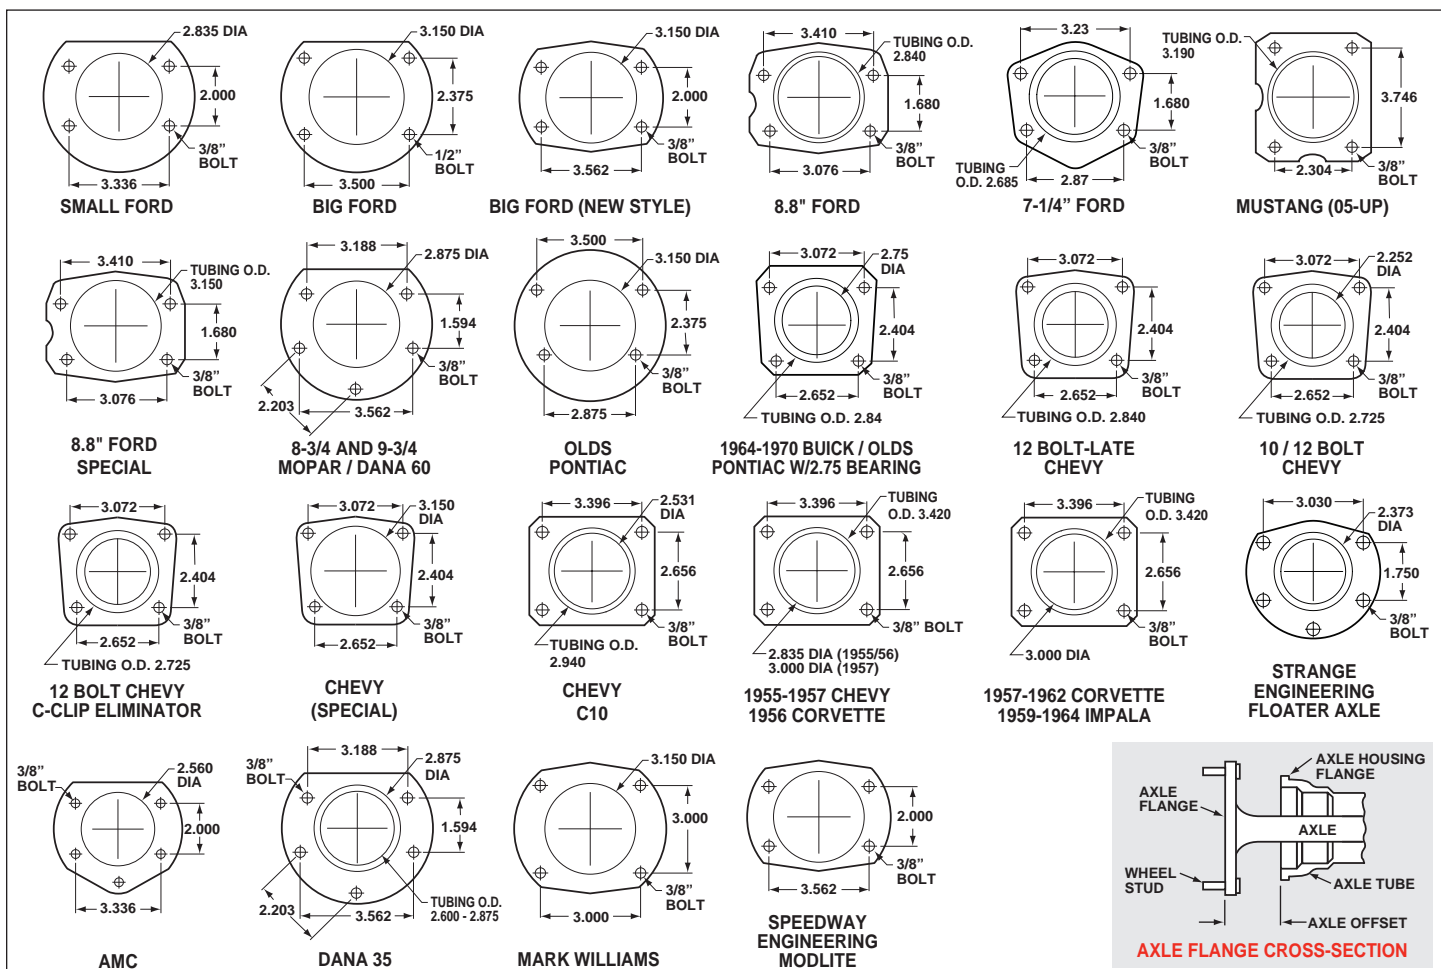 2.835 DIA
2.000
3/8”
BOLT
3.336
SMALL FORD
3.150 DIA
2.375
1/2”
BOLT
3.500
BIG FORD
3.150 DIA
2.000
3/8”
BOLT
3.562
BIG FORD (NEW STYLE)
3.410
TUBING O.D.
2.840
1.680
3/8”
BOLT
3.076
8.8" FORD
3.23
1.680
3/8”
BOLT
TUBING
O.D. 2.685
2.87
7-1/4” FORD
TUBING O.D.
3.190
3.746
3/8”
BOLT
2.304
MUSTANG (05-UP)
3.410
TUBING O.D.
3.150
1.680
3/8”
BOLT
3.076
8.8" FORD
SPECIAL
3.188
2.875 DIA
1.594
3/8”
BOLT
2.203
3.562
8-3/4 AND 9-3/4
MOPAR / DANA 60
3.500
3.150 DIA
2.375
2.875
OLDS
PONTIAC
3.072
2.75
DIA
2.404
3/8”
BOLT
2.652
TUBING O.D. 2.84
1964-1970 BUICK / OLDS
PONTIAC W/2.75 BEARING
3.072
2.404
3/8”
BOLT
2.652
TUBING O.D. 2.840
12 BOLT-LATE
CHEVY
3.072
2.252
DIA
2.404
3/8”
BOLT
2.652
TUBING O.D. 2.725
10 / 12 BOLT
CHEVY
3.072
2.404
3/8”
BOLT
2.652
TUBING O.D. 2.725
12 BOLT CHEVY
C-CLIP ELIMINATOR
3.072
3.150
DIA
2.404
3/8”
BOLT
2.652
CHEVY
(SPECIAL)
3.396
2.531
DIA
2.656
3/8”
BOLT
TUBING O.D.
2.940
CHEVY
C10
3.396
TUBING
O.D. 3.420
2.656
3/8” BOLT
2.835 DIA (1955/56)
3.000 DIA (1957)
1955-1957 CHEVY
1956 CORVETTE
3.396
TUBING
O.D. 3.420
2.656
3/8”
BOLT
3.000 DIA
1957-1962 CORVETTE
1959-1964 IMPALA
3.030
2.373
DIA
1.750
3/8”
BOLT
STRANGE
ENGINEERING
FLOATER AXLE
3/8”
BOLT
2.560
DIA
2.000
3.336
AMC
3/8”
BOLT
3.188
2.875
DIA
1.594
2.203
3.562
TUBING O.D.
2.600 - 2.875
DANA 35
3.150 DIA
3.000
3/8”
BOLT
3.000
MARK WILLIAMS
2.000
3/8”
BOLT
3.562
SPEEDWAY
ENGINEERING
MODLITE
AXLE HOUSING
FLANGE
AXLE
FLANGE
AXLE
WHEEL
STUD
AXLE TUBE
AXLE OFFSET
AXLE FLANGE CROSS-SECTION